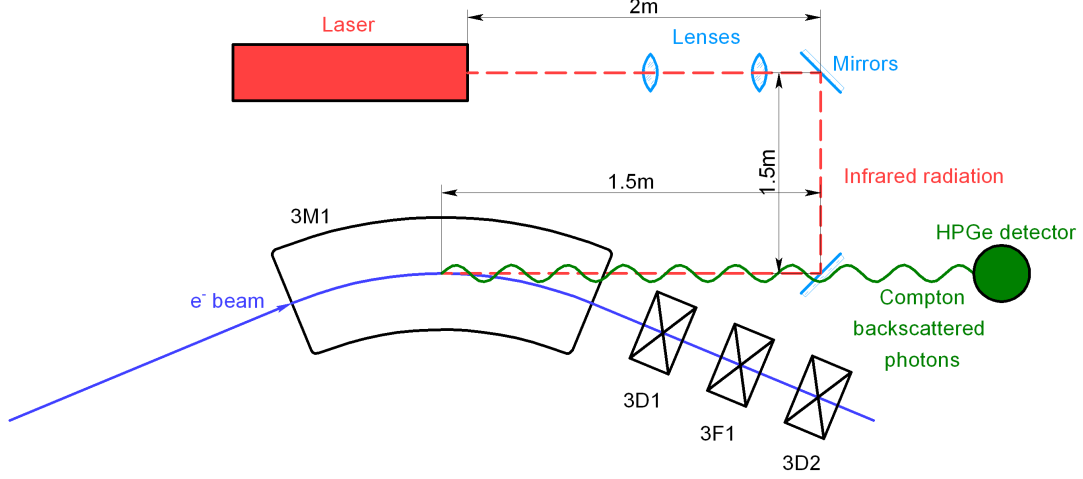 2m
Laser
Lenses
Mirrors
1.5m
1.5m
Infrared radiation
3M1
HPGe detector
e⁻ beam
Compton
backscattered
photons
3D1
3F1
3D2